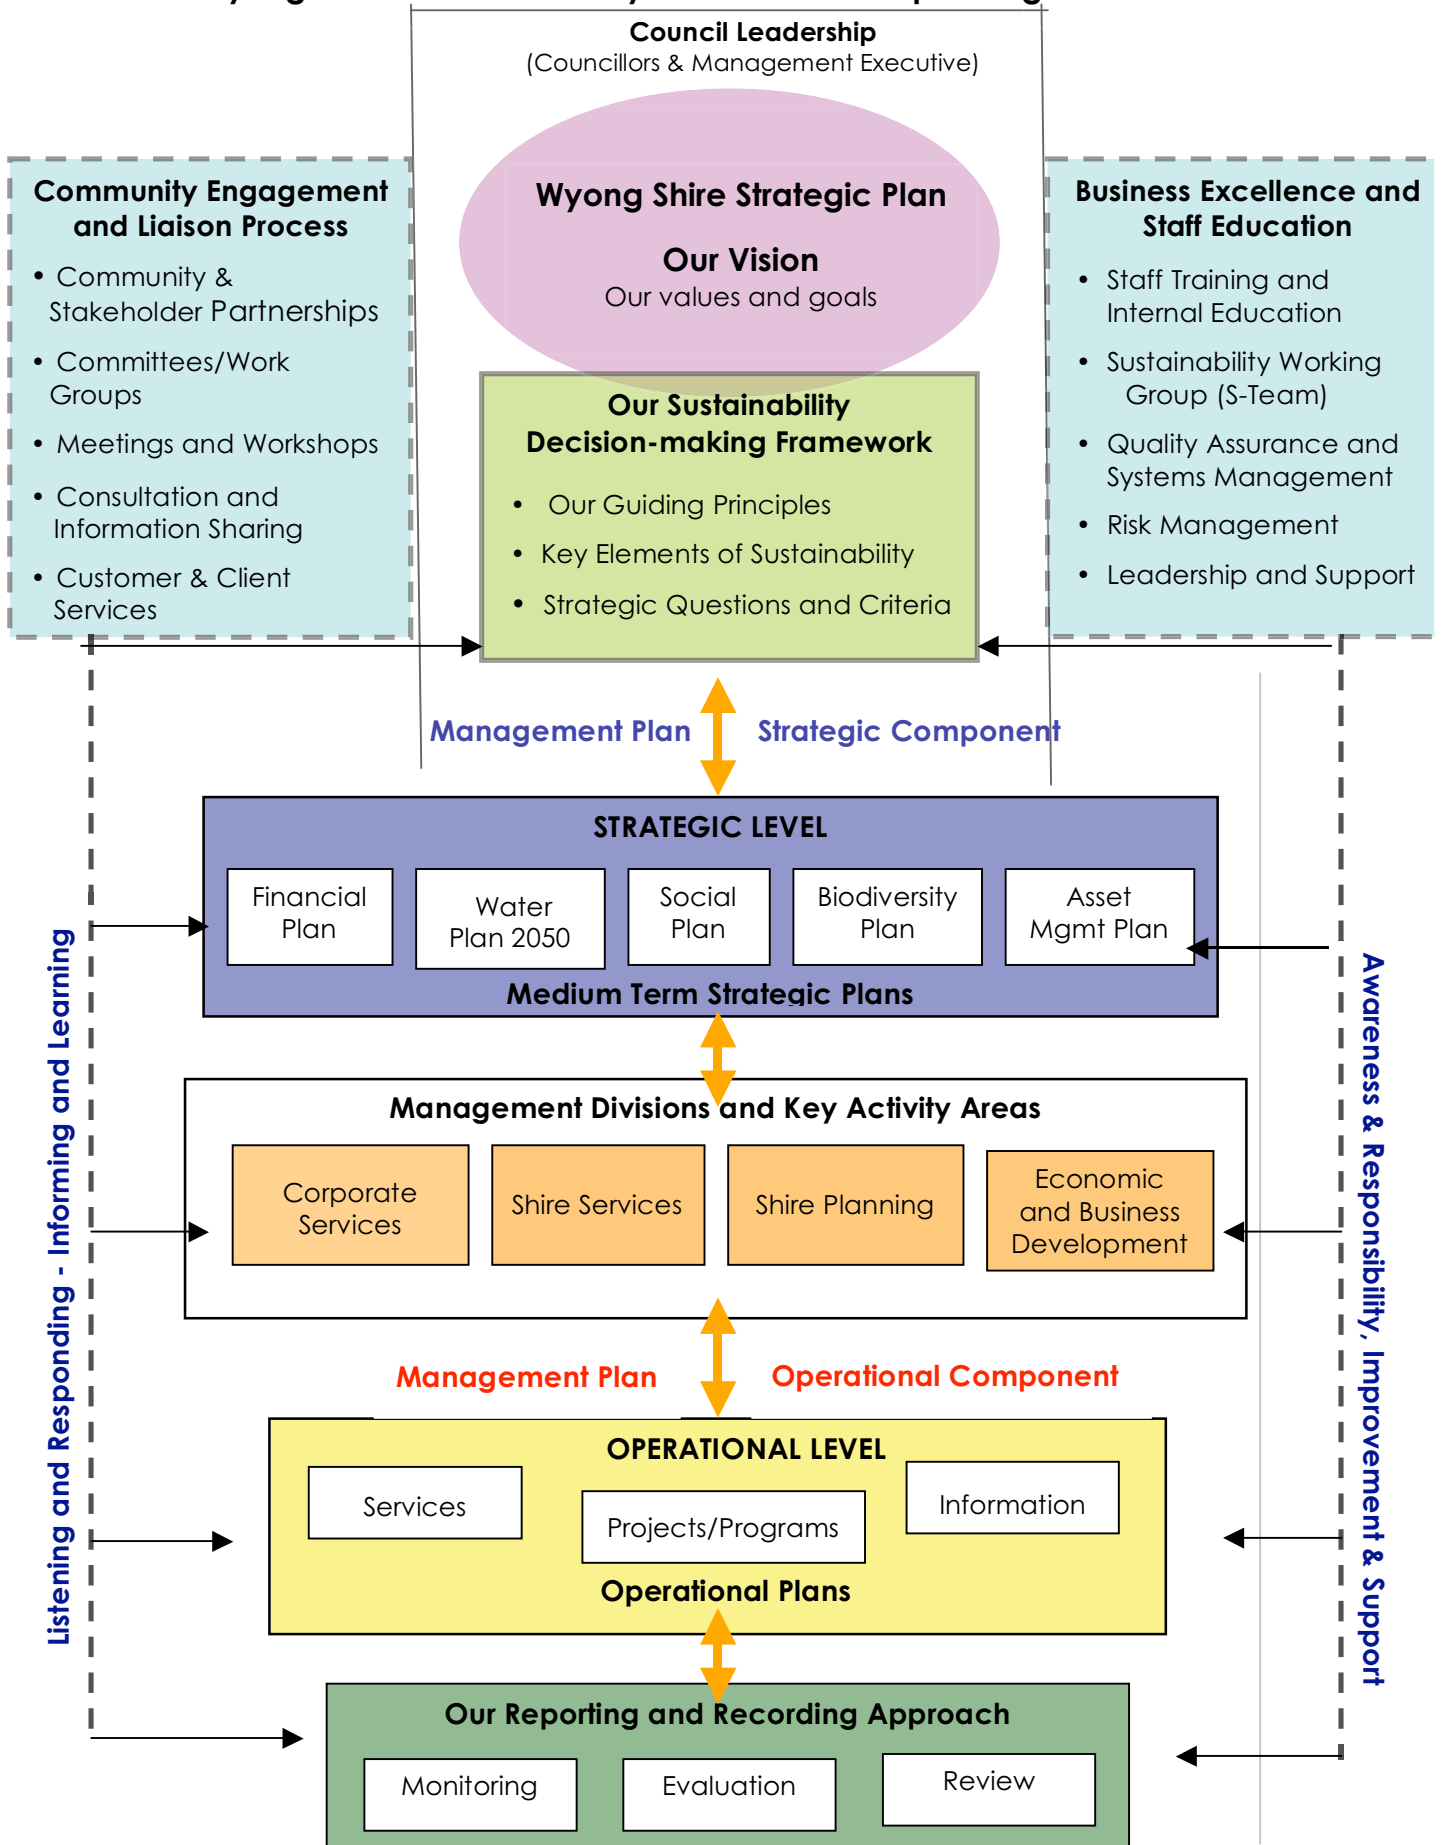 Council Leadership
(Councillors & Management Executive)
Wyong Shire Strategic Plan
Our Vision
Our values and goals
Community Engagement
and Liaison Process
• Community &
Stakeholder Partnerships
• Committees/Work
Groups
• Meetings and Workshops
• Consultation and
Information Sharing
• Customer & Client
Services
Our Sustainability
Decision-making Framework
• Our Guiding Principles
• Key Elements of Sustainability
• Strategic Questions and Criteria
Business Excellence and
Staff Education
• Staff Training and
Internal Education
• Sustainability Working
Group (S-Team)
• Quality Assurance and
Systems Management
• Risk Management
• Leadership and Support
Management Plan Strategic Component
STRATEGIC LEVEL
Financial
Plan
Water
Plan 2050
Social
Plan
Biodiversity
Plan
Asset
Mgmt Plan
Medium Term Strategic Plans
Listening and Responding - Informing and Learning
Awareness & Responsibility, Improvement & Support
Management Divisions and Key Activity Areas
Corporate
Services
Shire Services
Shire Planning
Economic
and Business
Development
Management Plan Operational Component
OPERATIONAL LEVEL
Services
Projects/Programs
Information
Operational Plans
Our Reporting and Recording Approach
Monitoring
Evaluation
Review